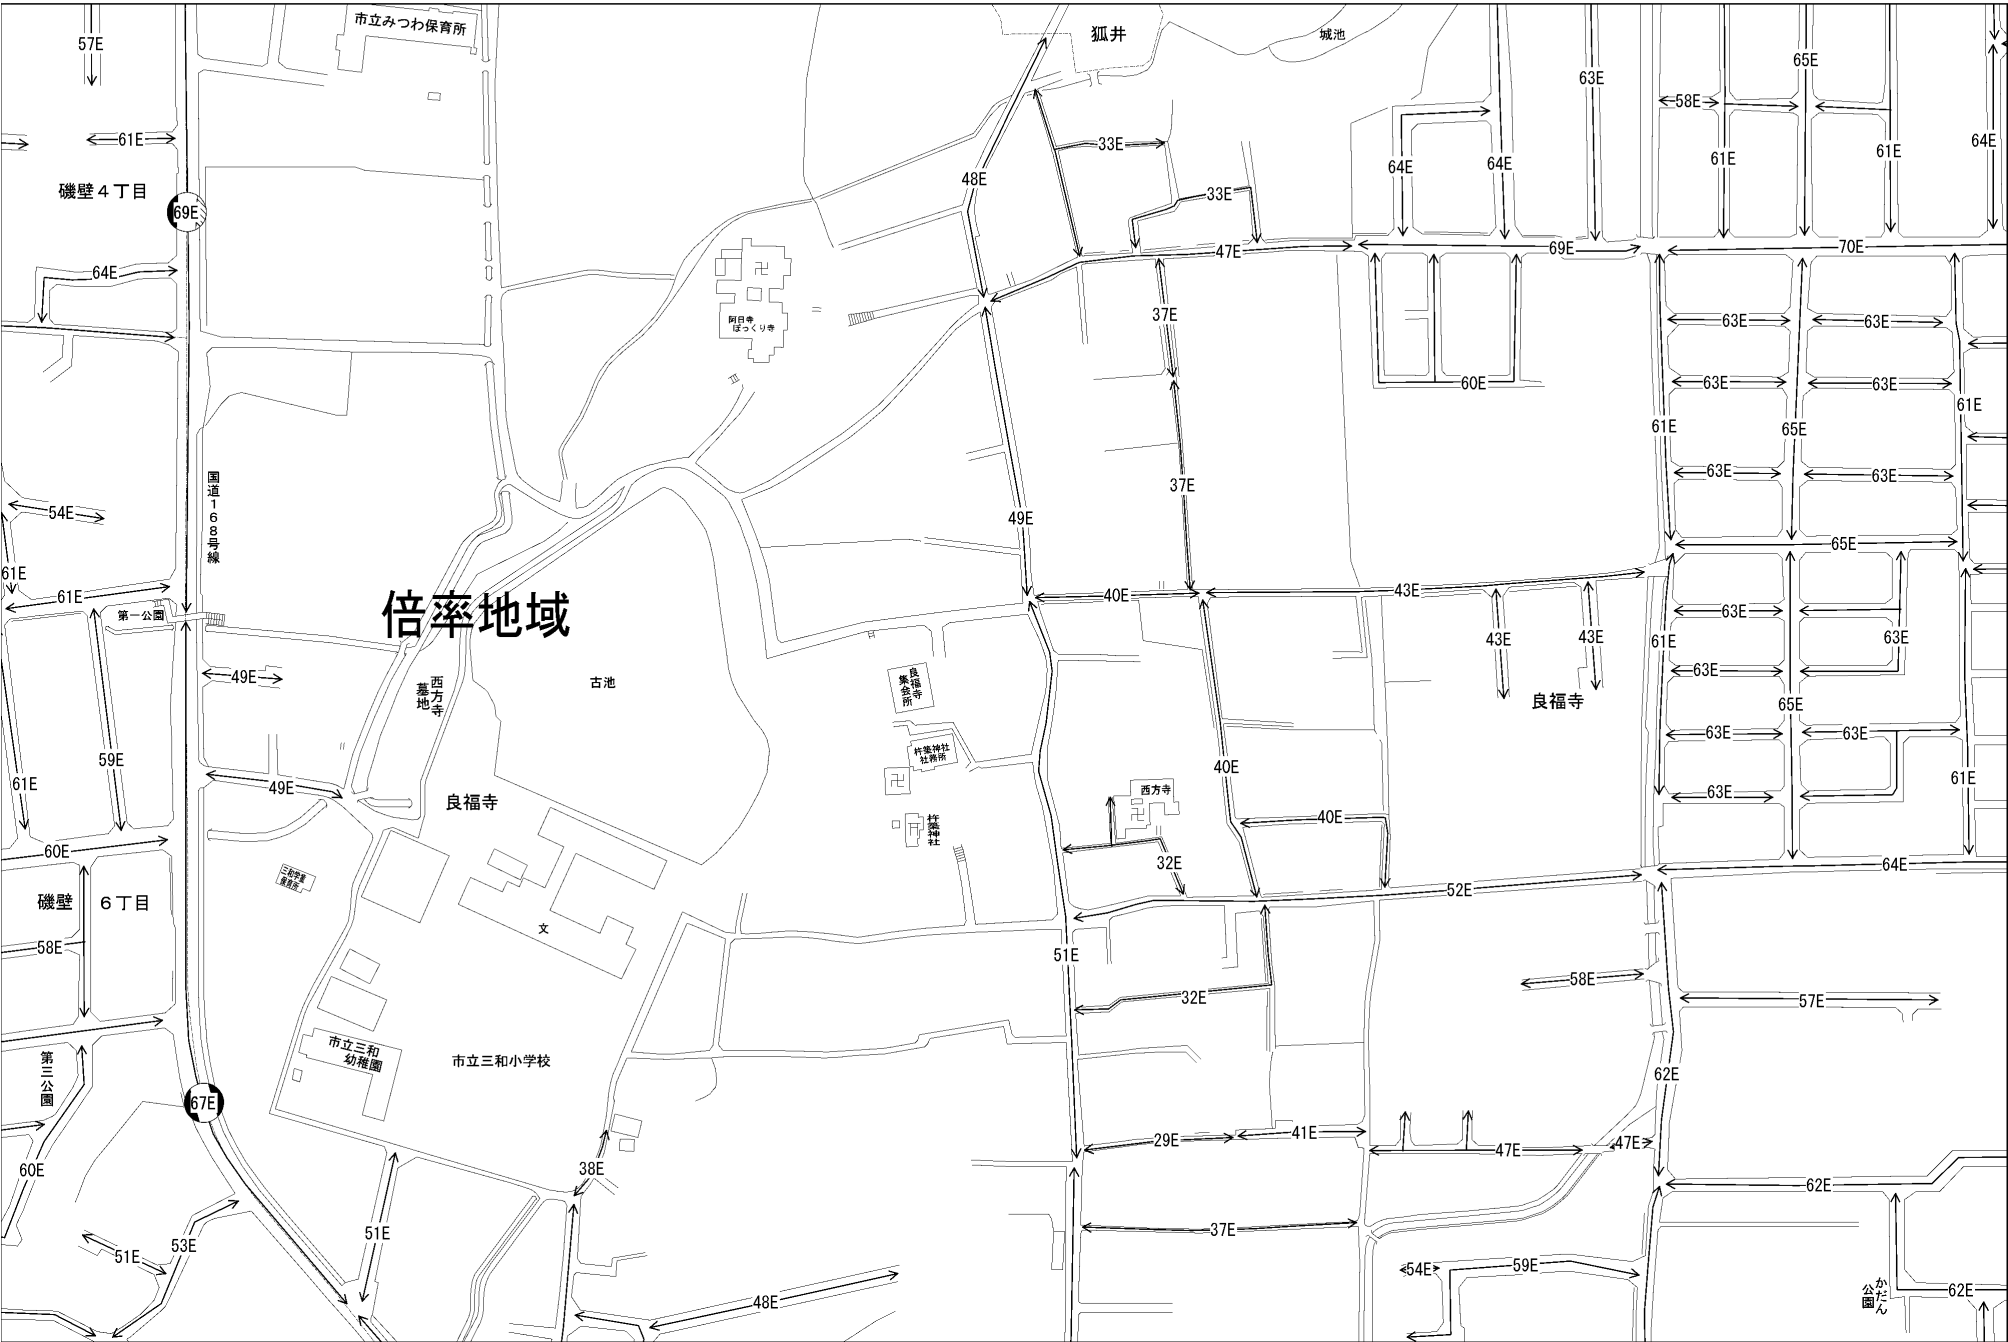 市立みつわ保育所
狐井
城池
57E
65E
63E
58E
61E
33E
64E
64E
64E
61E
61E
48E
磯壁4丁目
33E
69E
47E
69E
70E
64E
37E
阿日寺
ぽっくり寺
63E
63E
60E
63E
63E
61E
61E
65E
63E
63E
国道168号線
37E
54E
49E
65E
61E
61E
40E
43E
倍率地域
第一公園
63E
43E
43E
61E
63E
49E
良福寺
集会所
西方寺
墓地
古池
63E
良福寺
65E
63E
63E
杵築神社
社務所
59E
40E
61E
61E
49E
西方寺
63E
良福寺
40E
杵築神社
60E
32E
64E
三和学童
保育所
52E
磯壁 6丁目
文
58E
51E
58E
32E
57E
第三公園
市立三和
幼稚園
市立三和小学校
62E
67E
41E
29E
47E
47E
60E
38E
62E
51E
37E
53E
51E
54E
59E
62E
かだん
公園
48E